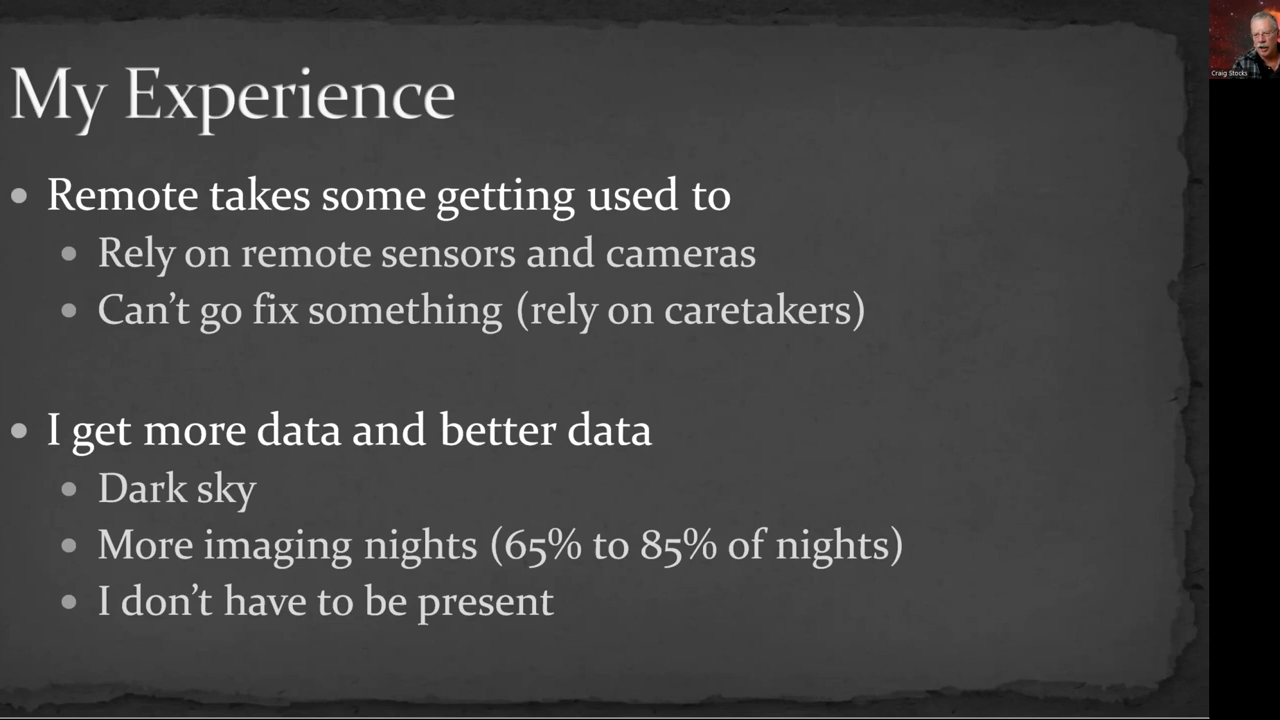 My Experience
Remote takes some getting used to
Rely on remote sensors and cameras
Can't go fix something (rely on caretakers)
I get more data and better data
Dark sky
More imaging nights (65% to 85% of nights)
I don't have to be present
Craig Stocks